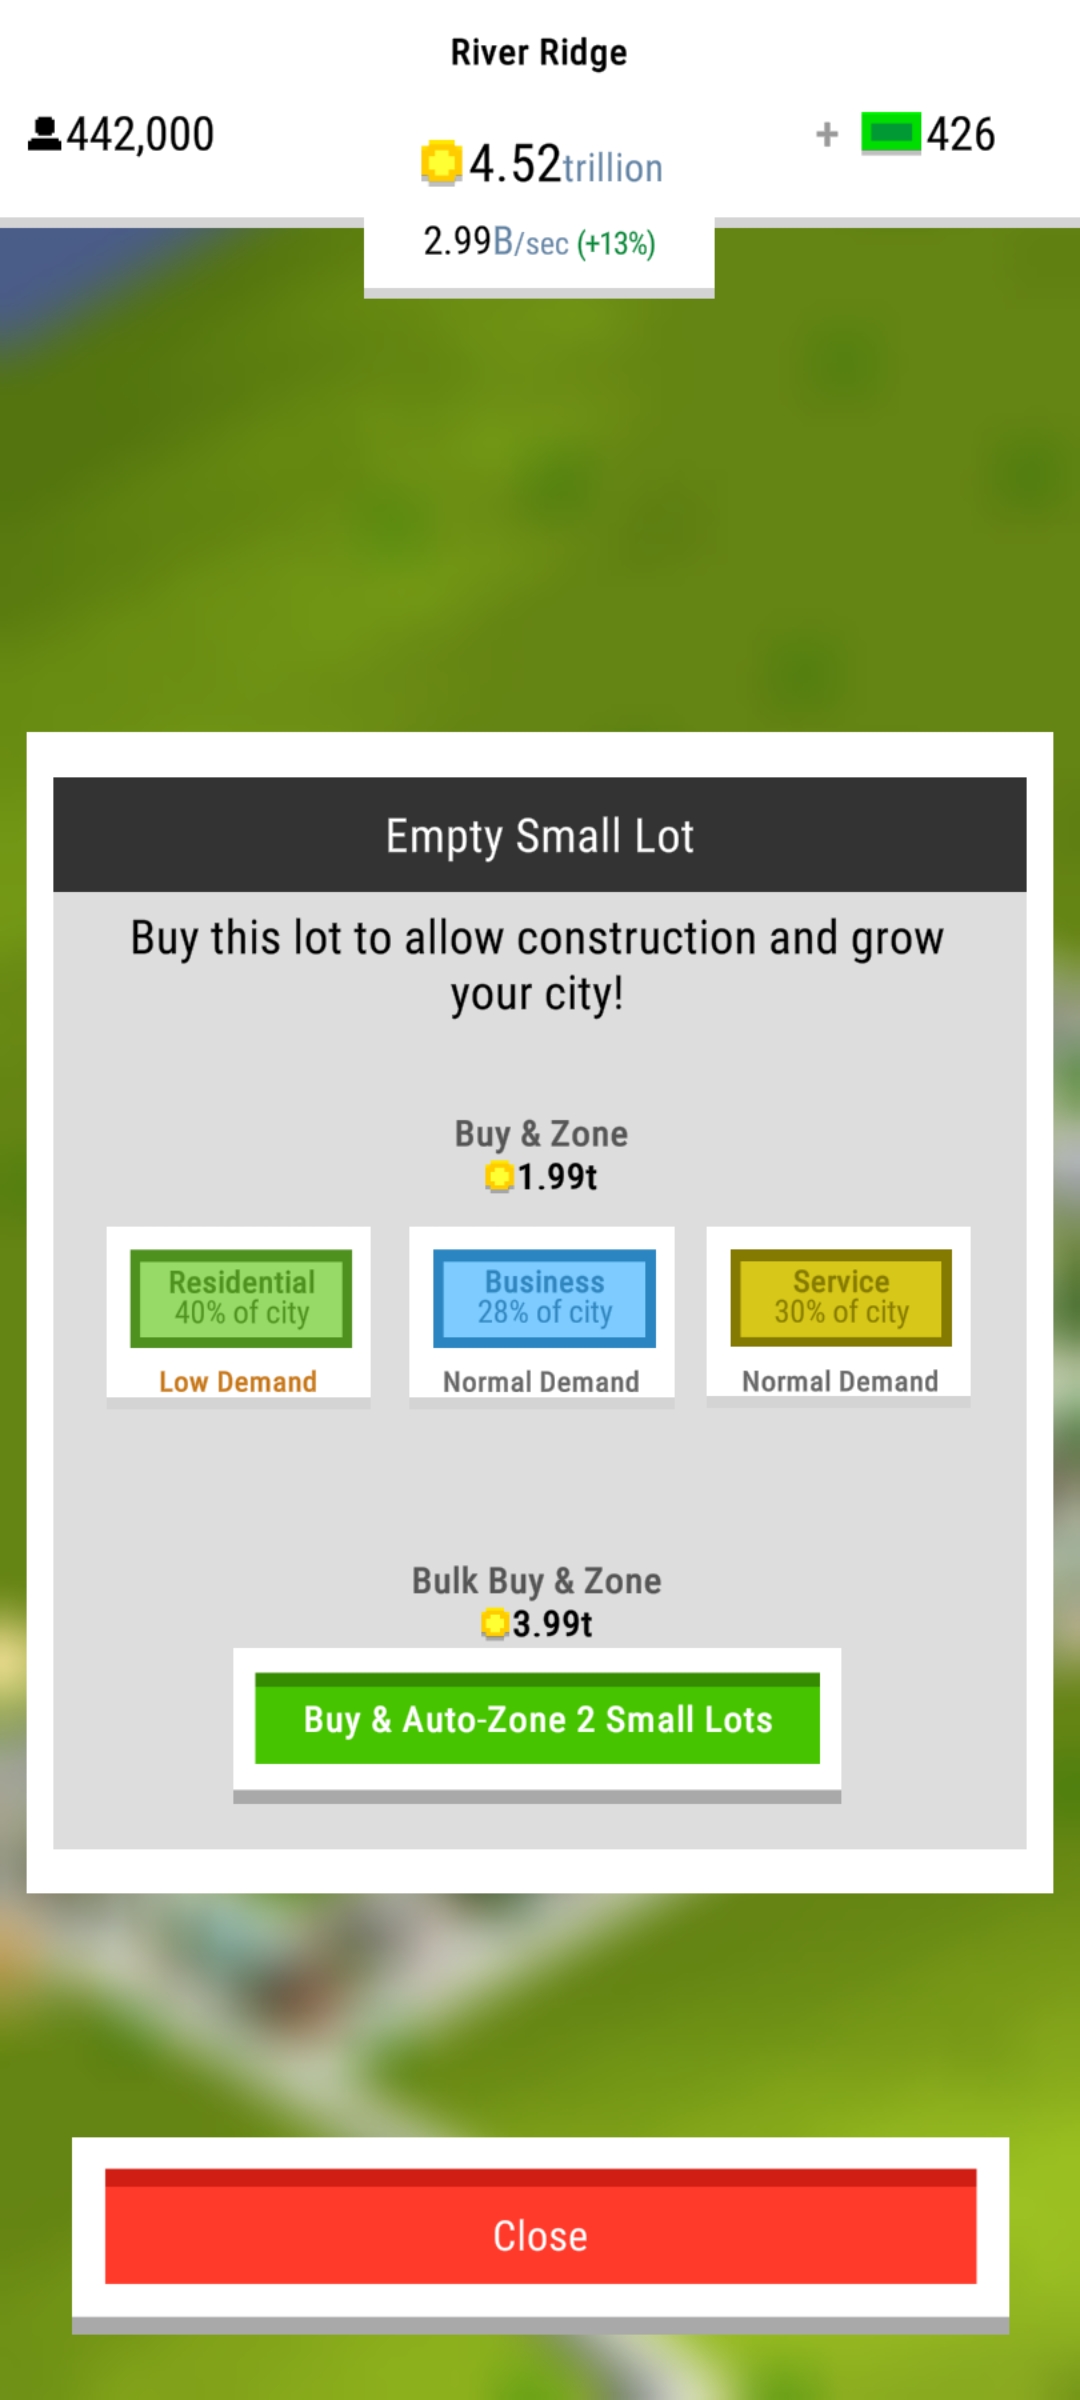 River Ridge
442,000
4.52trillion
+ 426
2.99B/sec (+13%)
Empty Small Lot
Buy this lot to allow construction and grow
your city!
Buy & Zone
1.99t
Residential
40% of city
Low Demand
Business
28% of city
Normal Demand
Service
30% of city
Normal Demand
Bulk Buy & Zone
3.99t
Buy & Auto-Zone 2 Small Lots
Close